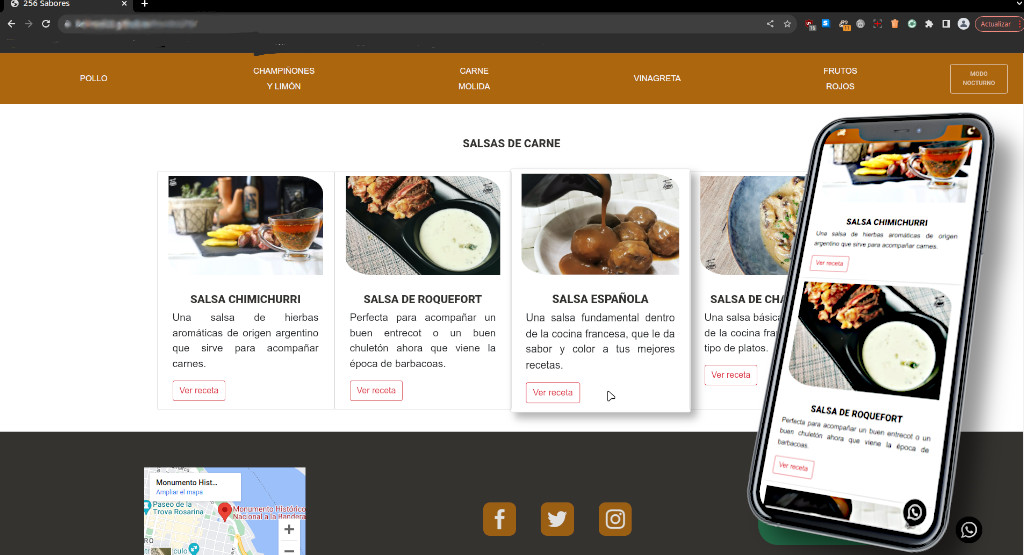 256 Sabores
Actualizar
POLLO
CHAMPIÑONES
Y LIMÓN
CARNE
MOLIDA
VINAGRETA
FRUTOS
ROJOS
MODO
NOCTURNO
SALSAS DE CARNE
SALSA CHIMICHURRI
Una salsa de hierbas
aromáticas de origen argentino
que sirve para acompañar
carnes.
Ver receta
SALSA DE ROQUEFORT
Perfecta para acompañar un
buen entrecot o un buen
chuletón ahora que viene la
época de barbacoas.
Ver receta
SALSA ESPAÑOLA
Una salsa fundamental dentro
de la cocina francesa, que le da
sabor y color a tus mejores
recetas.
Ver receta
SALSA DE CHA
Una salsa básica
de la cocina fran
tipo de platos.
Ver receta
SALSA CHIMICHURRI
Una salsa de hierbas aromáticas de origen
argentino que sirve para acompañar carnes.
Ver receta
SALSA DE ROQUEFORT
Perfecta para acompañar un buen entrecot o un
buen chuletón ahora que viene la época de
barbacoas.
Ver receta
Monumento Hist...
Ampliar el mapa
Paseo de la
Trova Rosarina
Monumento Histórico
Nacional a la Bandera